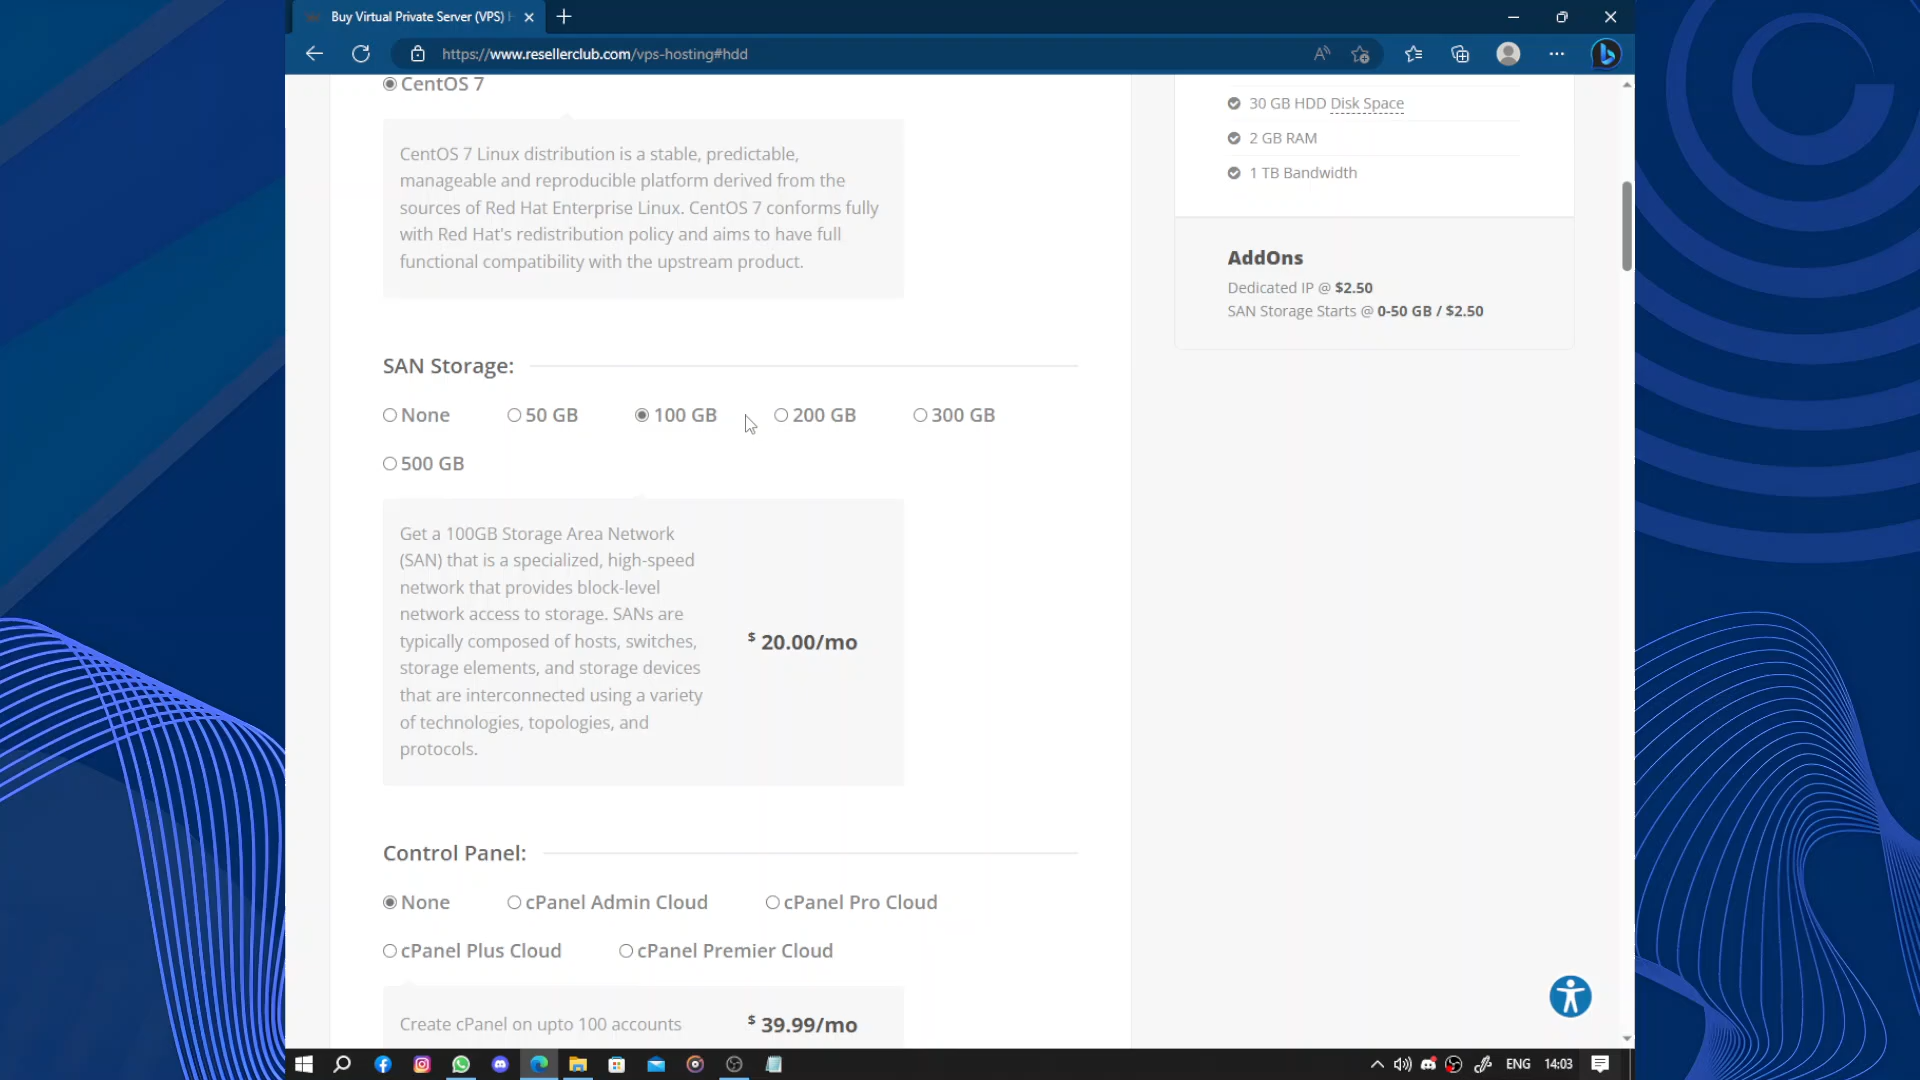 Buy Virtual Private Server (VPS) H
https://www.resellerclub.com/vps-hosting#hdd
CentOS 7
CentOS 7 Linux distribution is a stable, predictable,
manageable and reproducible platform derived from the
sources of Red Hat Enterprise Linux. CentOS 7 conforms fully
with Red Hat's redistribution policy and aims to have full
functional compatibility with the upstream product.
SAN Storage:
None 50 GB 100 GB 200 GB 300 GB
500 GB
Get a 100GB Storage Area Network
(SAN) that is a specialized, high-speed
network that provides block-level
network access to storage. SANs are
typically composed of hosts, switches,
storage elements, and storage devices
that are interconnected using a variety
of technologies, topologies, and
protocols.
$ 20.00/mo
Control Panel:
None cPanel Admin Cloud cPanel Pro Cloud
cPanel Plus Cloud cPanel Premier Cloud
Create cPanel on upto 100 accounts
$ 39.99/mo
30 GB HDD Disk Space
2 GB RAM
1 TB Bandwidth
AddOns
Dedicated IP @ $2.50
SAN Storage Starts @ 0-50 GB / $2.50
ENG 14:03